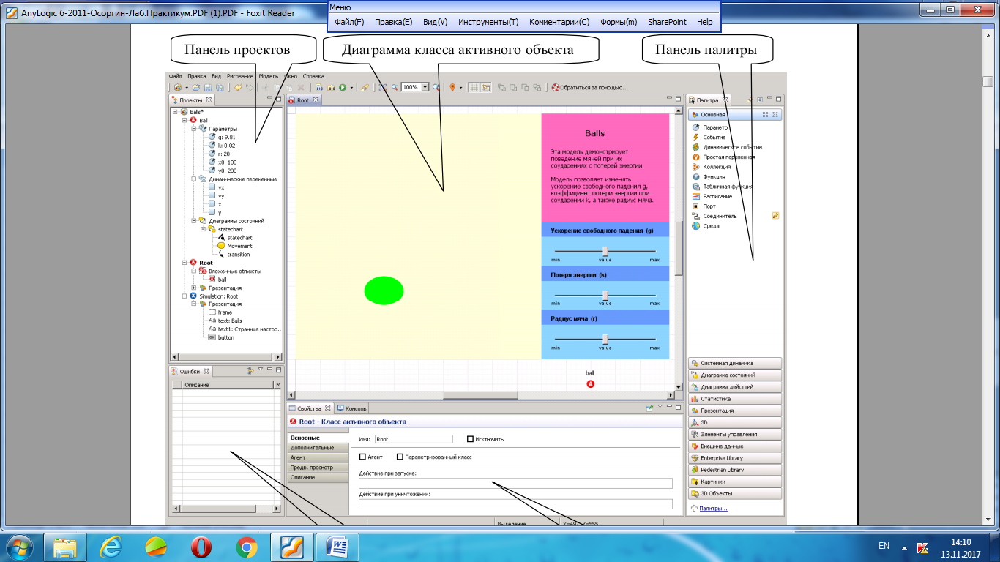 AnyLogic 6-2011-Осоргин-Лаб.Практикум.PDF (1).PDF - Foxit Reader
Меню
Файл(F) Правка(E) Вид(V) Инструменты(T) Комментарии(C) Формы(m) SharePoint Help
Панель проектов
Диаграмма класса активного объекта
Панель палитры
Файл Правка Вид Рисование Модель Окно Справка
100%
Обратиться за помощью...
Проекты
Balls*
Ball
Параметры
g: 9.81
k: 0.02
r: 20
x0: 100
y0: 200
Динамические переменные
vx
vy
x
y
Диаграммы состояний
statechart
statechart
Movement
transition
Root
Вложенные объекты
ball
Презентация
Simulation: Root
Презентация
frame
Aa text: Balls
Aa text1: Страница настро...
button
Ошибки
Описание М
Root
Balls
Эта модель демонстрирует
поведение мячей при их
соударениях с потерей энергии.
Модель позволяет изменять
ускорение свободного падения g,
коэффициент потери энергии при
соударении k, а также радиус мяча.
Ускорение свободного падения (g)
min value max
Потеря энергии (k)
min value max
Радиус мяча (r)
min value max
ball
A
Свойства Консоль
Root - Класс активного объекта
Основные
Дополнительные
Агент
Предв. просмотр
Описание
Имя: Root Исключить
Агент Параметризованный класс
Действие при запуске:
Действие при уничтожении:
Выделение X=497, Y=555
Палитра
Основная
Параметр
Событие
Динамическое событие
Простая переменная
Коллекция
Функция
Табличная функция
Расписание
Порт
Соединитель
Среда
Системная динамика
Диаграмма состояний
Диаграмма действий
Статистика
Презентация
3D
Элементы управления
Внешние данные
Enterprise Library
Pedestrian Library
Картинки
3D Объекты
Палитры...
EN
14:10
13.11.2017